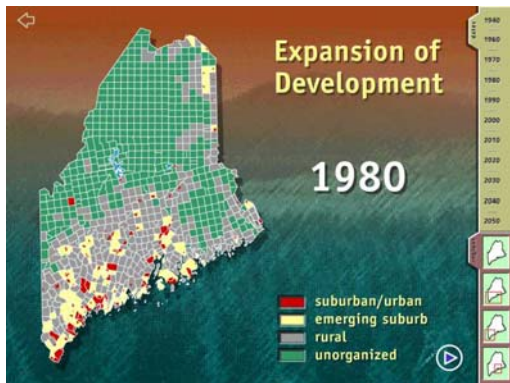 Expansion of
Development
1980
suburban/urban
emerging suburb
rural
unorganized
dates
1940
1960
1970
1980
1990
2000
2010
2020
2030
2040
2050